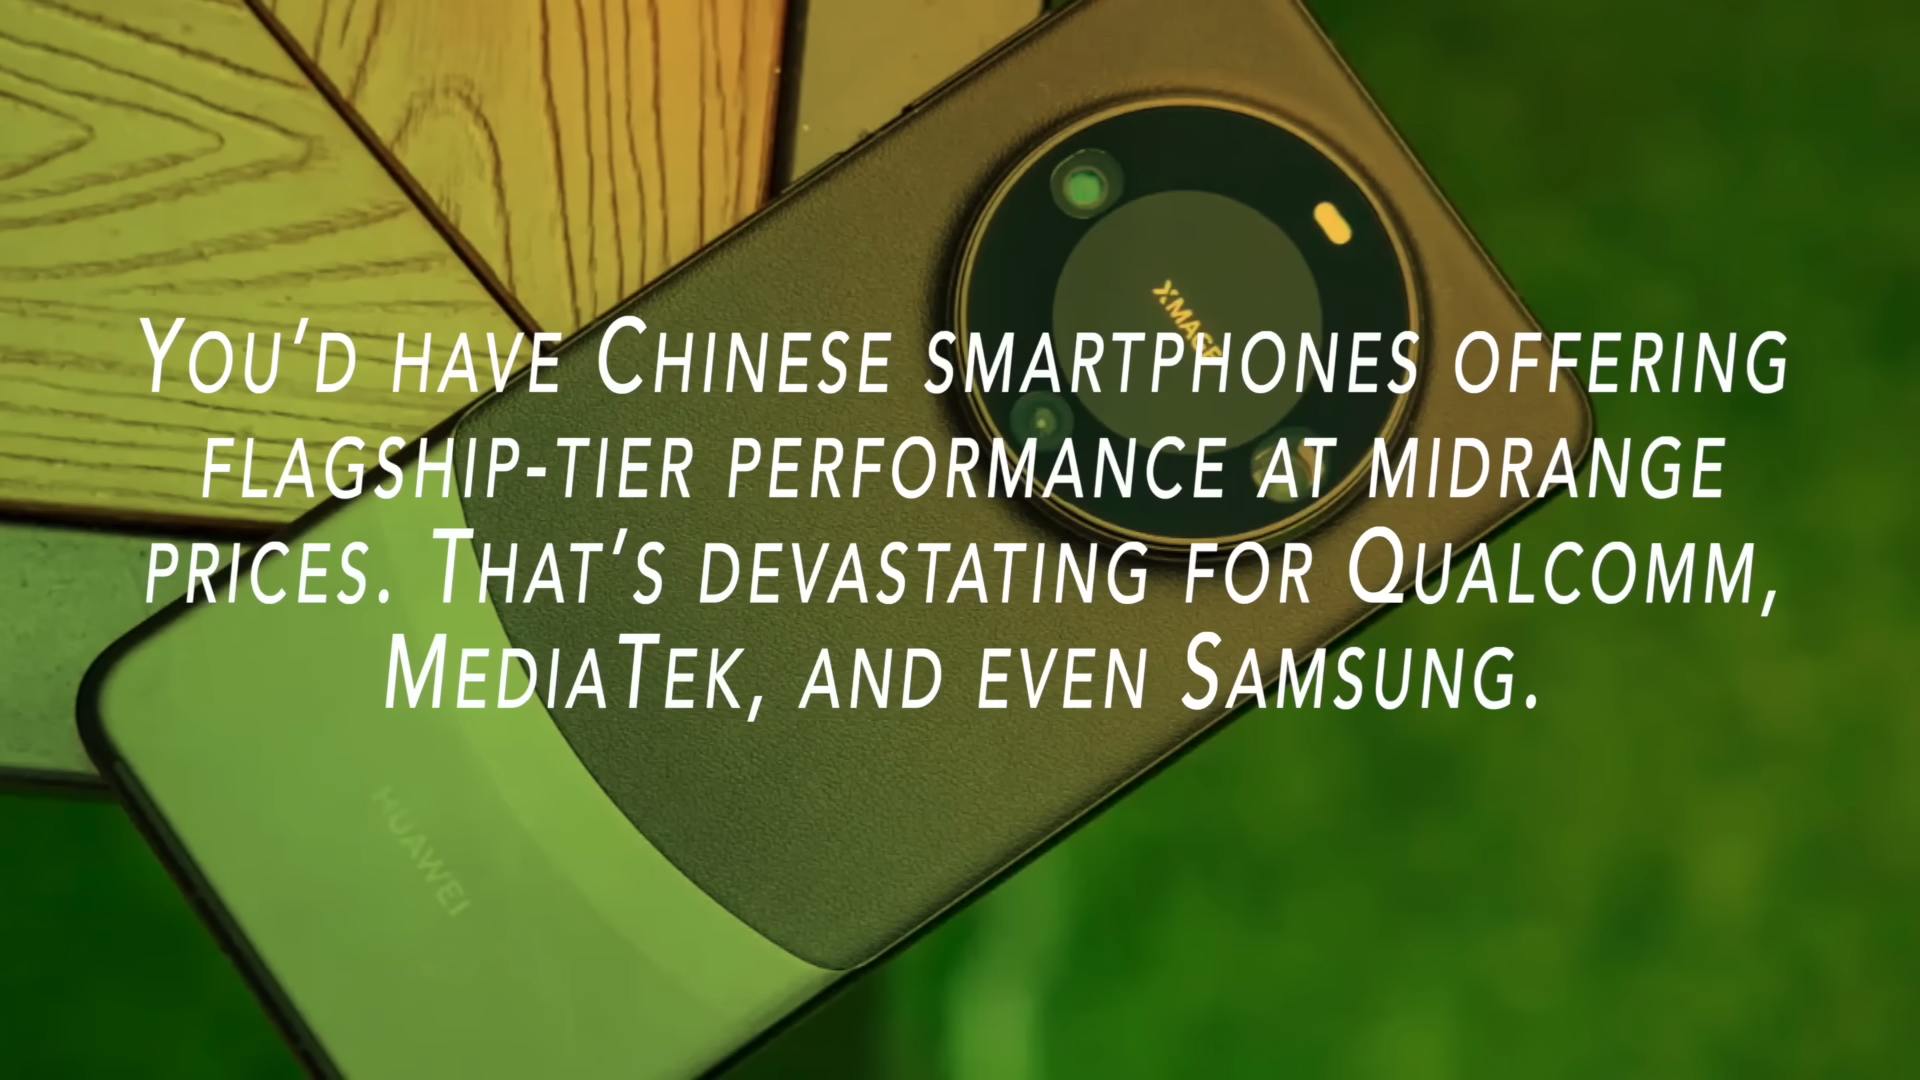 XMAGE
You'd have Chinese smartphones offering
flagship-tier performance at midrange
prices. That's devastating for Qualcomm,
MediaTek, and even Samsung.
HUAWEI